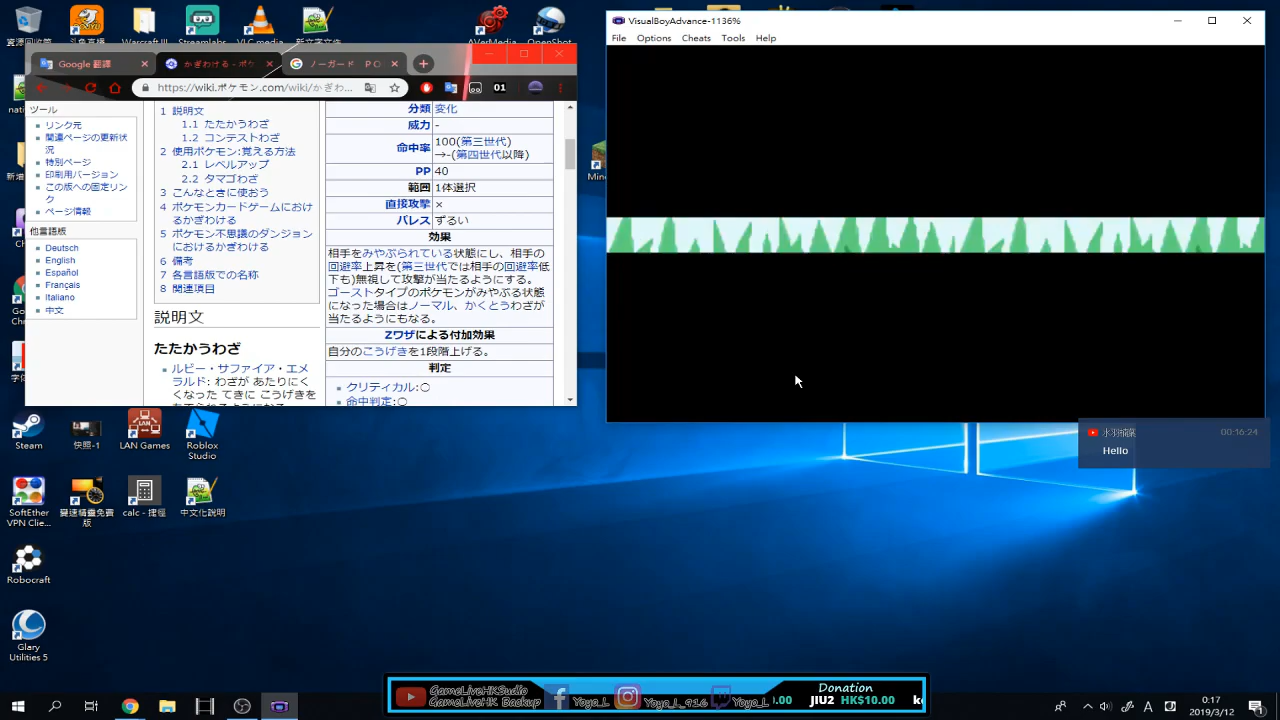 資源回收筒
Warcraft III
Streamlabs
VLC media
新文字文件
AVerMedia
OpenShot
VisualBoyAdvance-1136%
File Options Cheats Tools Help
Google 翻譯
かぎわける - ポケ
ノーガード PO
https://wiki.ポケモン.com/wiki/かぎわ...
01
ツール
リンク元
関連ページの更新状
況
特別ページ
印刷用バージョン
この版への固定リン
ク
ページ情報
他言語版
Deutsch
English
Español
Français
Italiano
中文
1 説明文
1.1 たたかうわざ
1.2 コンテストわざ
2 使用ポケモン:覚える方法
2.1 レベルアップ
2.2 タマゴわざ
3 こんなときに使おう
4 ポケモンカードゲームにおけ
るかぎわける
5 ポケモン不思議のダンジョン
におけるかぎわける
6 備考
7 各言語版での名称
8 関連項目
説明文
たたかうわざ
ルビー・サファイア・エメ
ラルド: わざが あたりにく
くなった てきに こうげきを
分類 変化
威力 -
命中率 100(第三世代)
→-(第四世代以降)
PP 40
範囲 1体選択
直接攻撃 ×
パレス ずるい
効果
相手をみやぶられている状態にし、相手の
回避率上昇を(第三世代では相手の回避率低
下も)無視して攻撃が当たるようにする。
ゴーストタイプのポケモンがみやぶる状態
になった場合はノーマル、かくとうわざが
当たるようにもなる。
Zワザによる付加効果
自分のこうげきを1段階上げる。
判定
クリティカル:○
命中判定:○
00:16:24
Hello
Steam
快照-1
LAN Games
Roblox
Studio
SoftEther
VPN Clie...
變速精靈免費
版
calc - 捷徑
中文化說明
Robocraft
Glary
Utilities 5
GameLiveHKSudio
GameLiveHK Backup
Yoyo_L
Yoyo_L_916
Yoyo_L
Donation
0.00 JIU2 HK$10.00
A
0:17
2019/3/12
1